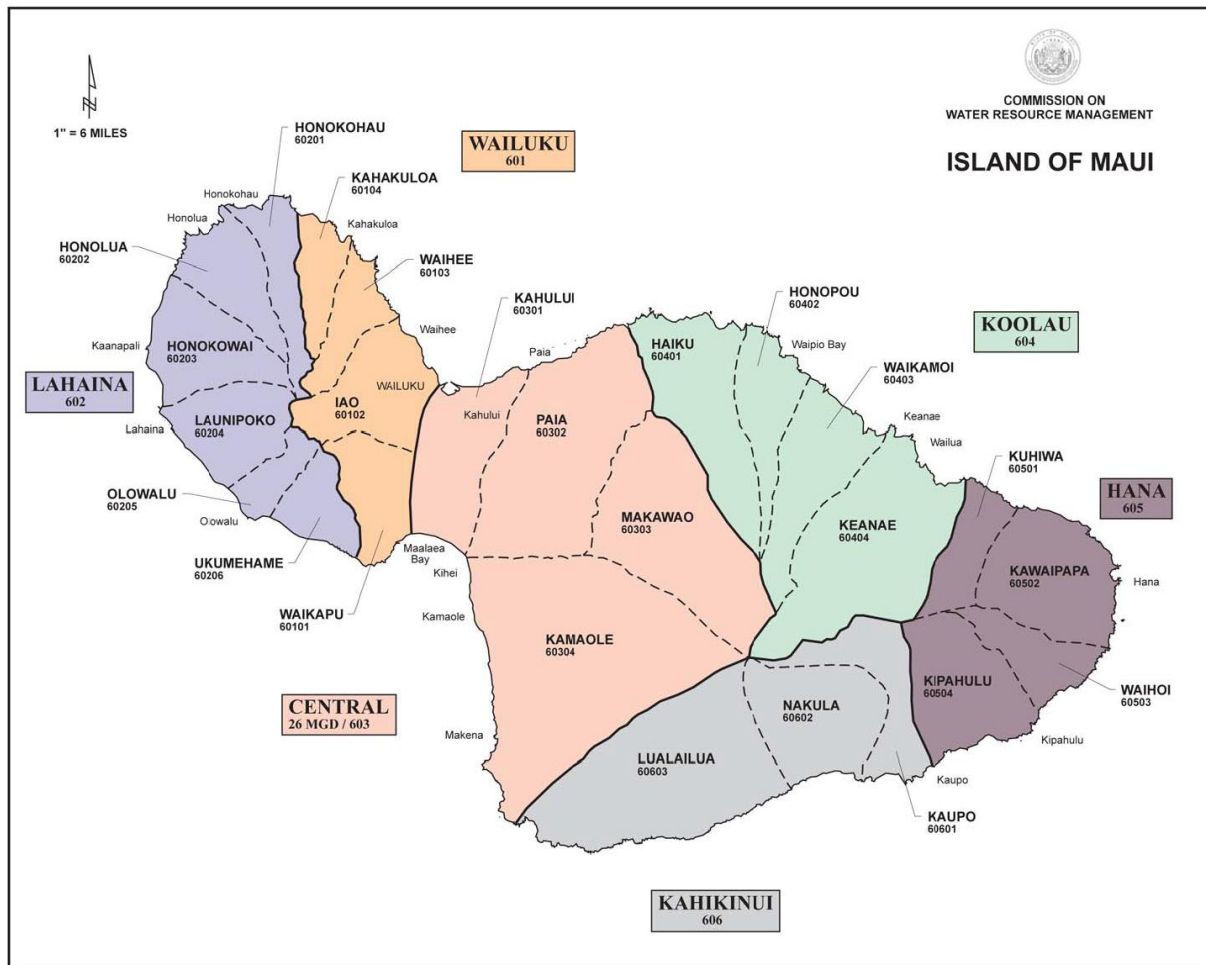 COMMISSION ON
WATER RESOURCE MANAGEMENT
ISLAND OF MAUI
1" = 6 MILES
HONOKOHAU
60201
WAILUKU
601
KAHAKULOA
60104
Honokohau
Honolua
Kahakuloa
HONOLUA
60202
WAIHEE
60103
KAHULUI
60301
HONOPOU
60402
KOOLAU
604
Waihee
Kaanapali
HONOKOWAI
60203
Paia
HAIKU
60401
Waipio Bay
WAIKAMOI
60403
LAHAINA
602
WAILUKU
IAO
60102
Kahului
PAIA
60302
Keanae
Wailua
Lahaina
LAUNIPOKO
60204
KUHIWA
60501
HANA
605
OLOWALU
60205
Olowalu
MAKAWAO
60303
KEANAE
60404
UKUMEHAME
60206
Maalaea
Bay
Kihei
KAWAIPAPA
60502
Hana
WAIKAPU
60101
Kamaole
KAMAOLE
60304
CENTRAL
26 MGD / 603
Makena
KIPAHULU
60504
WAIHOI
60503
NAKULA
60602
Kipahulu
LUALAILUA
60603
Kaupo
KAUPO
60601
KAHIKINUI
606